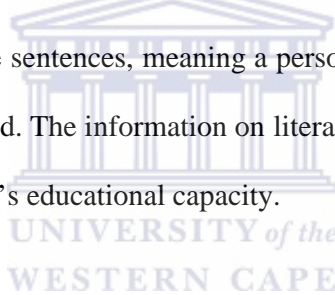 e sentences, meaning a perso
d. The information on litera
's educational capacity.
UNIVERSITY of the
WESTERN CAPE